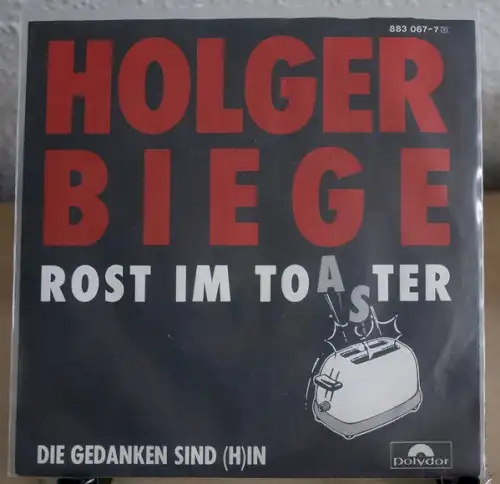 883 067-7
HOLGER
BIEGE
ROST IM TOASTER
DIE GEDANKEN SIND (H)IN
polydor